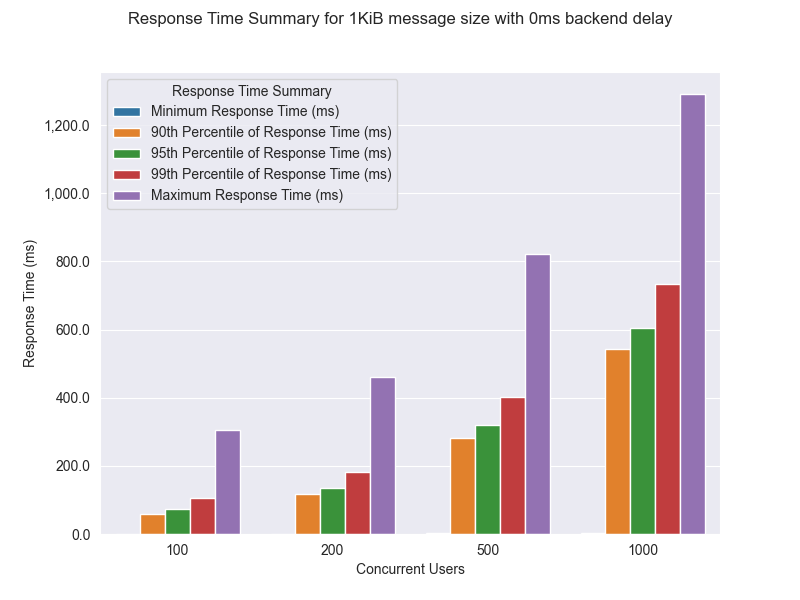 Response Time Summary for 1KiB message size with 0ms backend delay
Response Time Summary
Minimum Response Time (ms)
90th Percentile of Response Time (ms)
95th Percentile of Response Time (ms)
99th Percentile of Response Time (ms)
Maximum Response Time (ms)
1,200.0
1,000.0
800.0
600.0
400.0
200.0
0.0
Response Time (ms)
100 200 500 1000
Concurrent Users